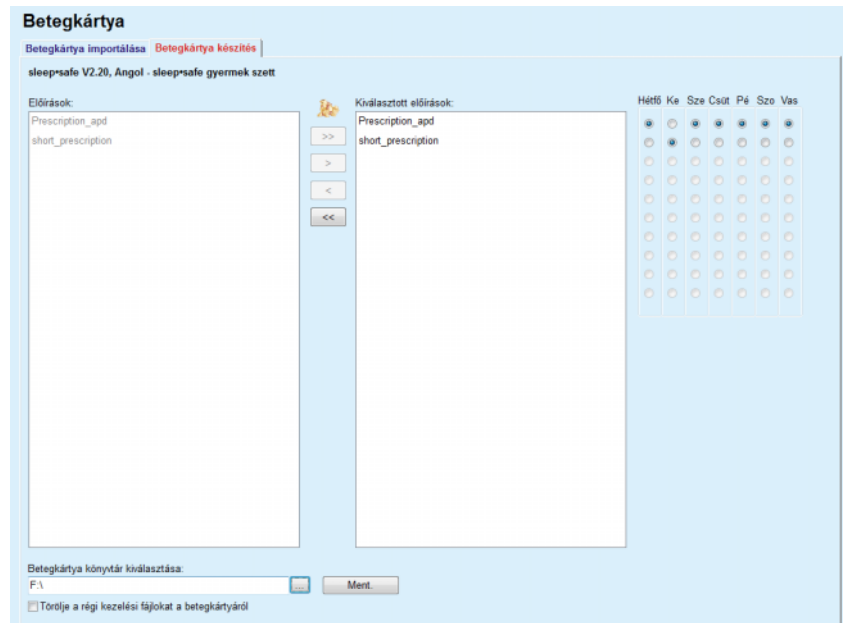 Betegkártya
Betegkártya importálása Betegkártya készítés
sleep•safe V2.20, Angol - sleep•safe gyermek szett
Előírások:
Prescription_apd
short_prescription
>>
>
<
<<
Kiválasztott előírások:
Prescription_apd
short_prescription
Hétfő Ke Sze Csüt Pé Szo Vas
Betegkártya könyvtár kiválasztása:
F:\
... Ment.
Törölje a régi kezelési fájlokat a betegkártyáról